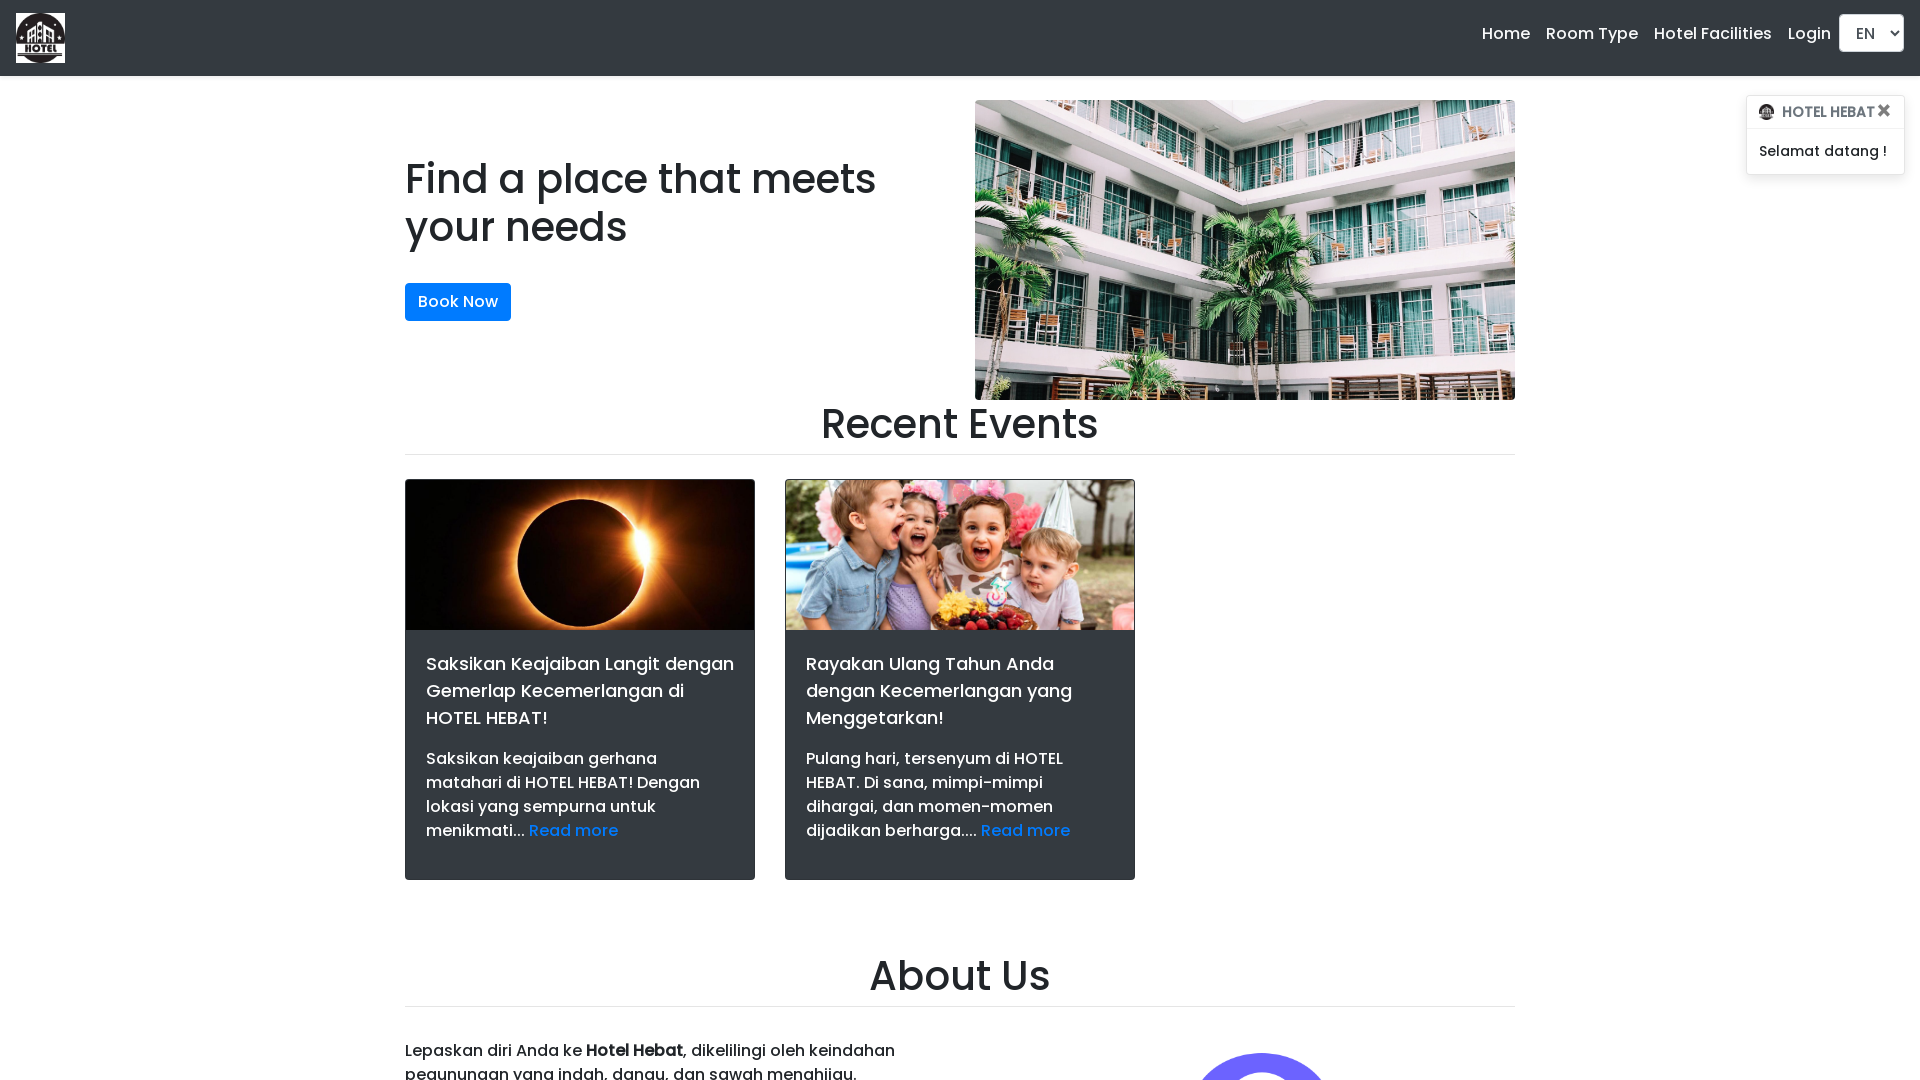 HOTEL
Home Room Type Hotel Facilities Login EN
HOTEL HEBAT ×
Selamat datang !
Find a place that meets
your needs
Book Now
Recent Events
Saksikan Keajaiban Langit dengan
Gemerlap Kecemerlangan di
HOTEL HEBAT!
Saksikan keajaiban gerhana
matahari di HOTEL HEBAT! Dengan
lokasi yang sempurna untuk
menikmati... Read more
Rayakan Ulang Tahun Anda
dengan Kecemerlangan yang
Menggetarkan!
Pulang hari, tersenyum di HOTEL
HEBAT. Di sana, mimpi-mimpi
dihargai, dan momen-momen
dijadikan berharga.... Read more
About Us
Lepaskan diri Anda ke Hotel Hebat, dikelilingi oleh keindahan
pegunungan yang indah, danau, dan sawah menghijau.